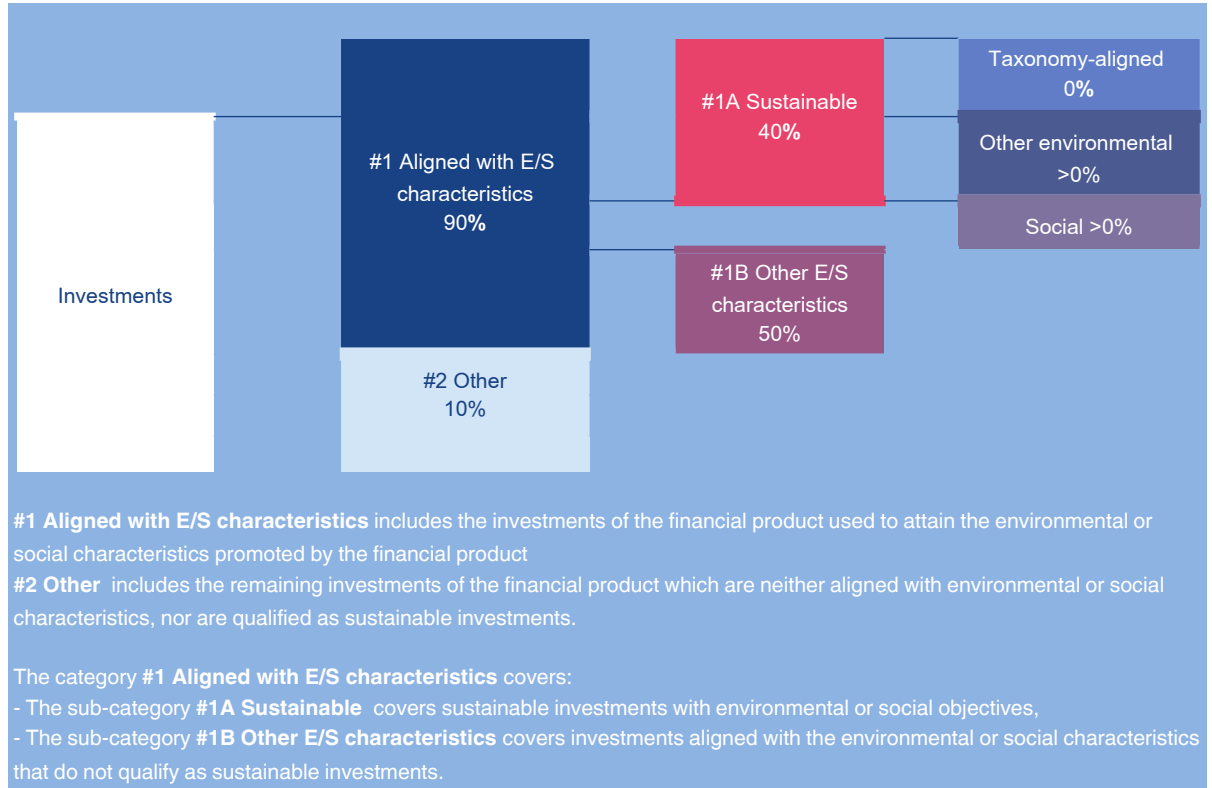 Investments
#1 Aligned with E/S
characteristics
90%
#2 Other
10%
#1A Sustainable
40%
#1B Other E/S
characteristics
50%
Taxonomy-aligned
0%
Other environmental
>0%
Social >0%
#1 Aligned with E/S characteristics includes the investments of the financial product used to attain the environmental or
social characteristics promoted by the financial product
#2 Other includes the remaining investments of the financial product which are neither aligned with environmental or social
characteristics, nor are qualified as sustainable investments.
The category #1 Aligned with E/S characteristics covers:
- The sub-category #1A Sustainable covers sustainable investments with environmental or social objectives,
- The sub-category #1B Other E/S characteristics covers investments aligned with the environmental or social characteristics
that do not qualify as sustainable investments.